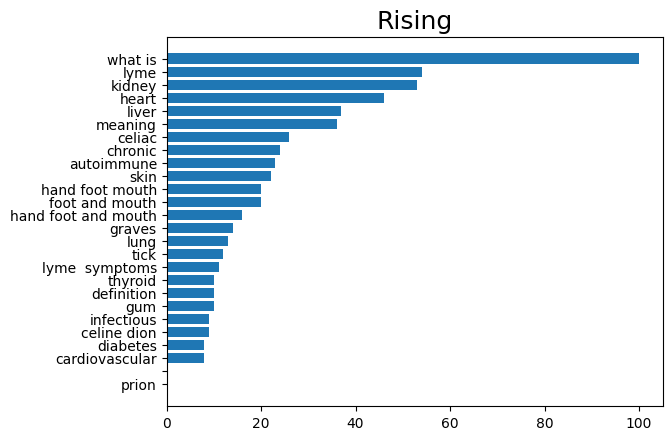 Rising
what is
lyme
kidney
heart
liver
meaning
celiac
chronic
autoimmune
skin
hand foot mouth
foot and mouth
hand foot and mouth
graves
lung
tick
lyme  symptoms
thyroid
definition
gum
infectious
celine dion
diabetes
cardiovascular
prion
0 20 40 60 80 100